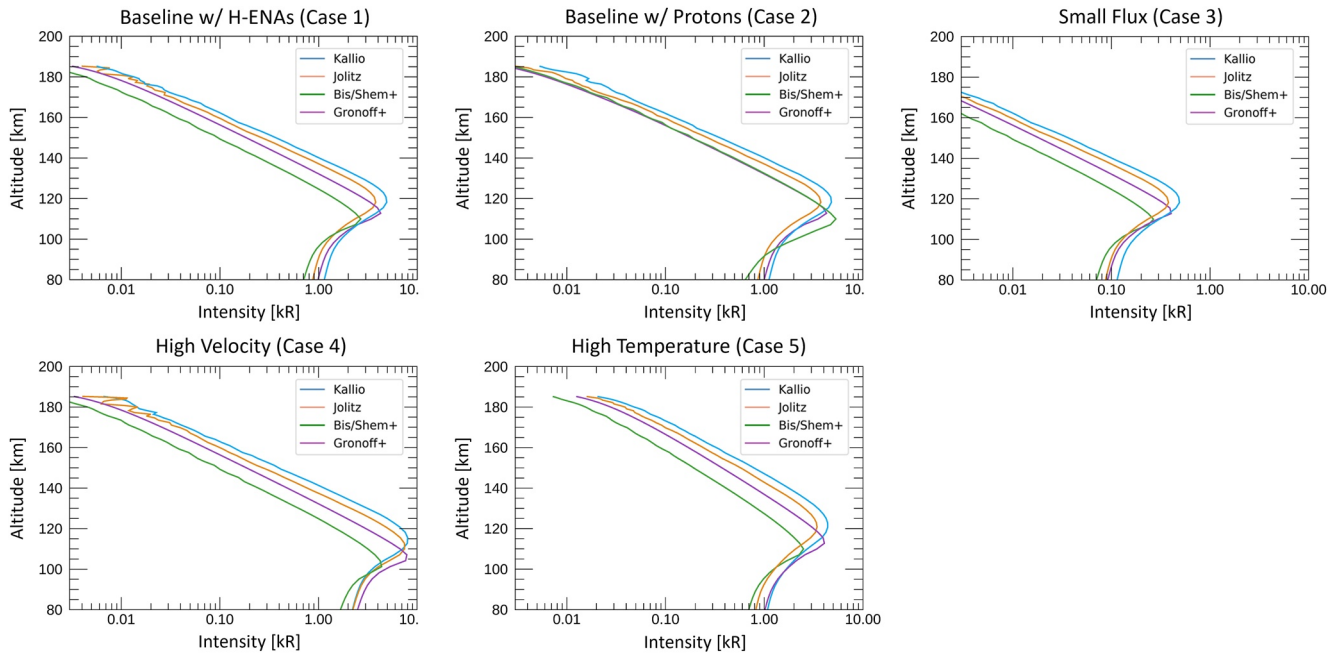 Baseline w/ H-ENAs (Case 1)
200
180
160
140
120
100
80
Altitude [km]
Kallio
Jolitz
Bis/Shem+
Gronoff+
0.01
0.10
1.00
10.
Intensity [kR]
Baseline w/ Protons (Case 2)
200
180
160
140
120
100
80
Altitude [km]
Kallio
Jolitz
Bis/Shem+
Gronoff+
0.01
0.10
1.00
10.
Intensity [kR]
Small Flux (Case 3)
200
180
160
140
120
100
80
Altitude [km]
Kallio
Jolitz
Bis/Shem+
Gronoff+
0.01
0.10
1.00
10.00
Intensity [kR]
High Velocity (Case 4)
200
180
160
140
120
100
80
Altitude [km]
Kallio
Jolitz
Bis/Shem+
Gronoff+
0.01
0.10
1.00
10.
Intensity [kR]
High Temperature (Case 5)
200
180
160
140
120
100
80
Altitude [km]
Kallio
Jolitz
Bis/Shem+
Gronoff+
0.01
0.10
1.00
10.00
Intensity [kR]